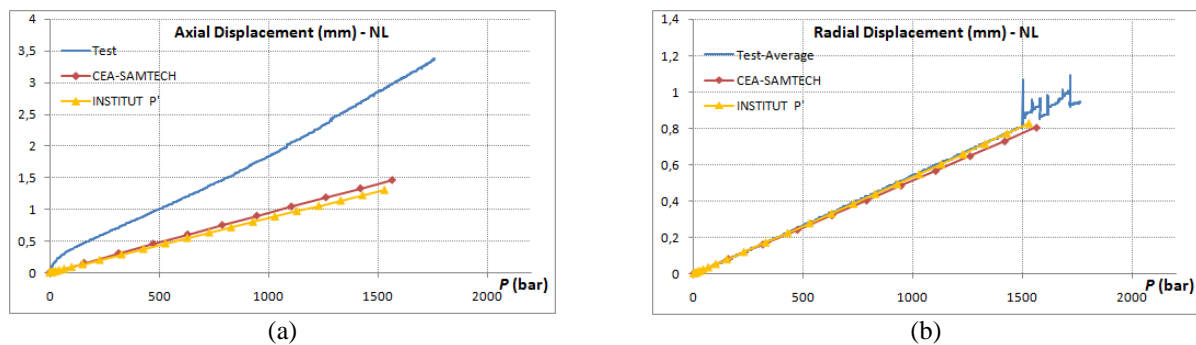 Axial Displacement (mm) - NL
Test
CEA-SAMTECH
INSTITUT P'
4
3,5
3
2,5
2
1,5
1
0,5
0
0
500
1000
1500
2000
P (bar)
(a)
Radial Displacement (mm) - NL
Test-Average
CEA-SAMTECH
INSTITUT P'
1,4
1,2
1
0,8
0,6
0,4
0,2
0
0
500
1000
1500
2000
P (bar)
(b)